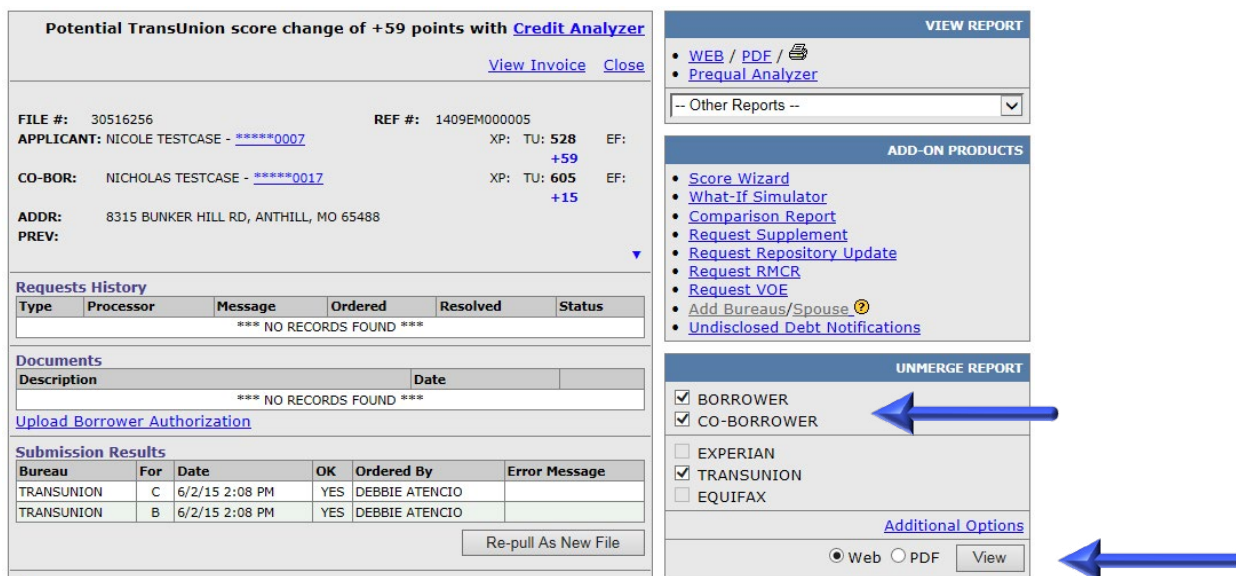 Potential TransUnion score change of +59 points with Credit Analyzer
View Invoice Close
FILE #: 30516256 REF #: 1409EM000005
APPLICANT: NICOLE TESTCASE - *****0007 XP: TU: 528 EF:
+59
CO-BOR: NICHOLAS TESTCASE - *****0017 XP: TU: 605 EF:
+15
ADDR: 8315 BUNKER HILL RD, ANTHILL, MO 65488
PREV:
Requests History
Type Processor Message Ordered Resolved Status
*** NO RECORDS FOUND ***
Documents
Description Date
*** NO RECORDS FOUND ***
Upload Borrower Authorization
Submission Results
Bureau For Date OK Ordered By Error Message
TRANSUNION C 6/2/15 2:08 PM YES DEBBIE ATENCIO
TRANSUNION B 6/2/15 2:08 PM YES DEBBIE ATENCIO
Re-pull As New File
VIEW REPORT
• WEB / PDF /
• Prequal Analyzer
-- Other Reports --
ADD-ON PRODUCTS
• Score Wizard
• What-If Simulator
• Comparison Report
• Request Supplement
• Request Repository Update
• Request RMCR
• Request VOE
• Add Bureaus/Spouse ?
• Undisclosed Debt Notifications
UNMERGE REPORT
BORROWER
CO-BORROWER
EXPERIAN
TRANSUNION
EQUIFAX
Additional Options
Web PDF View